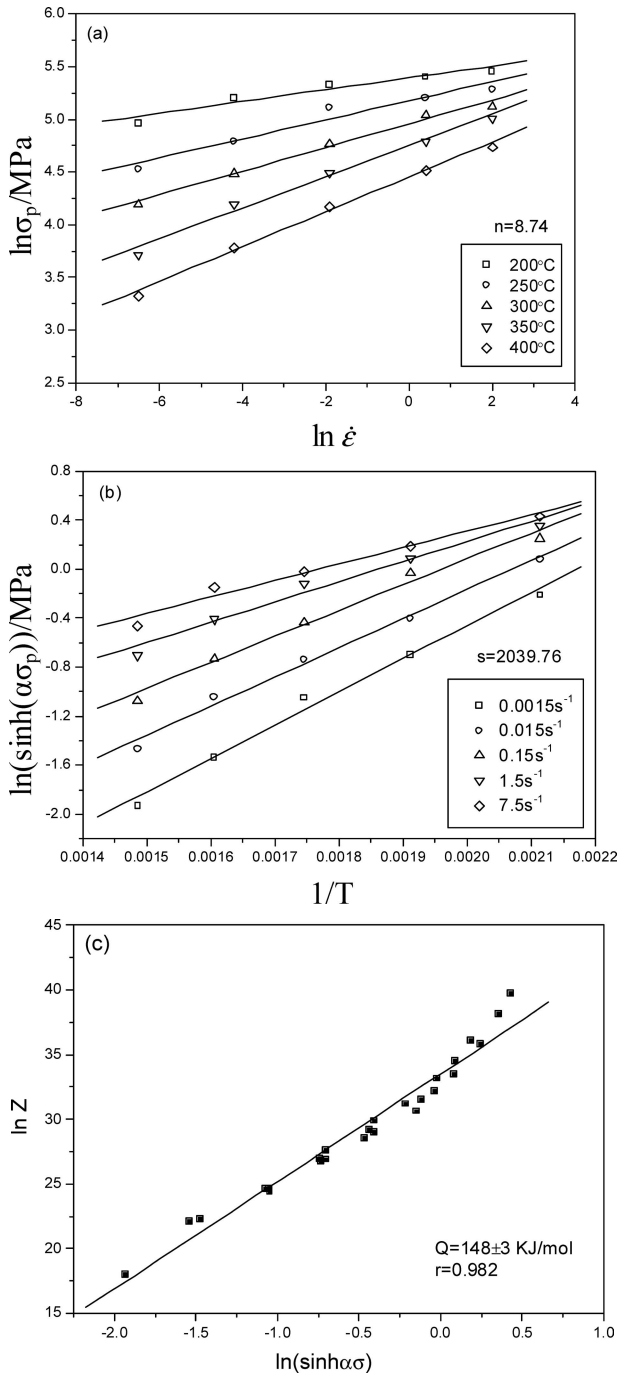 (a)
5.5
5.0
4.5
4.0
3.5
3.0
2.5
lnσp/MPa
n=8.74
200°C
250°C
300°C
350°C
400°C
-8 -6 -4 -2 0 2 4
ln ε̇
(b)
0.8
0.4
0.0
-0.4
-0.8
-1.2
-1.6
-2.0
ln(sinh(ασp))/MPa
s=2039.76
0.0015s⁻¹
0.015s⁻¹
0.15s⁻¹
1.5s⁻¹
7.5s⁻¹
0.0014 0.0015 0.0016 0.0017 0.0018 0.0019 0.0020 0.0021 0.0022
1/T
(c)
45
40
35
30
25
20
15
ln Z
Q=148±3 KJ/mol
r=0.982
-2.0 -1.5 -1.0 -0.5 0.0 0.5 1.0
ln(sinhασ)